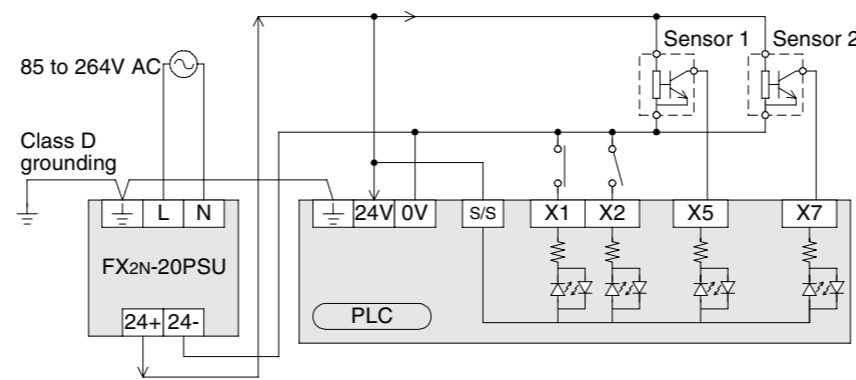 Sensor 1
Sensor 2
85 to 264V AC
Class D
grounding
L
N
24V
0V
S/S
X1
X2
X5
X7
FX2N-20PSU
24+
24-
PLC